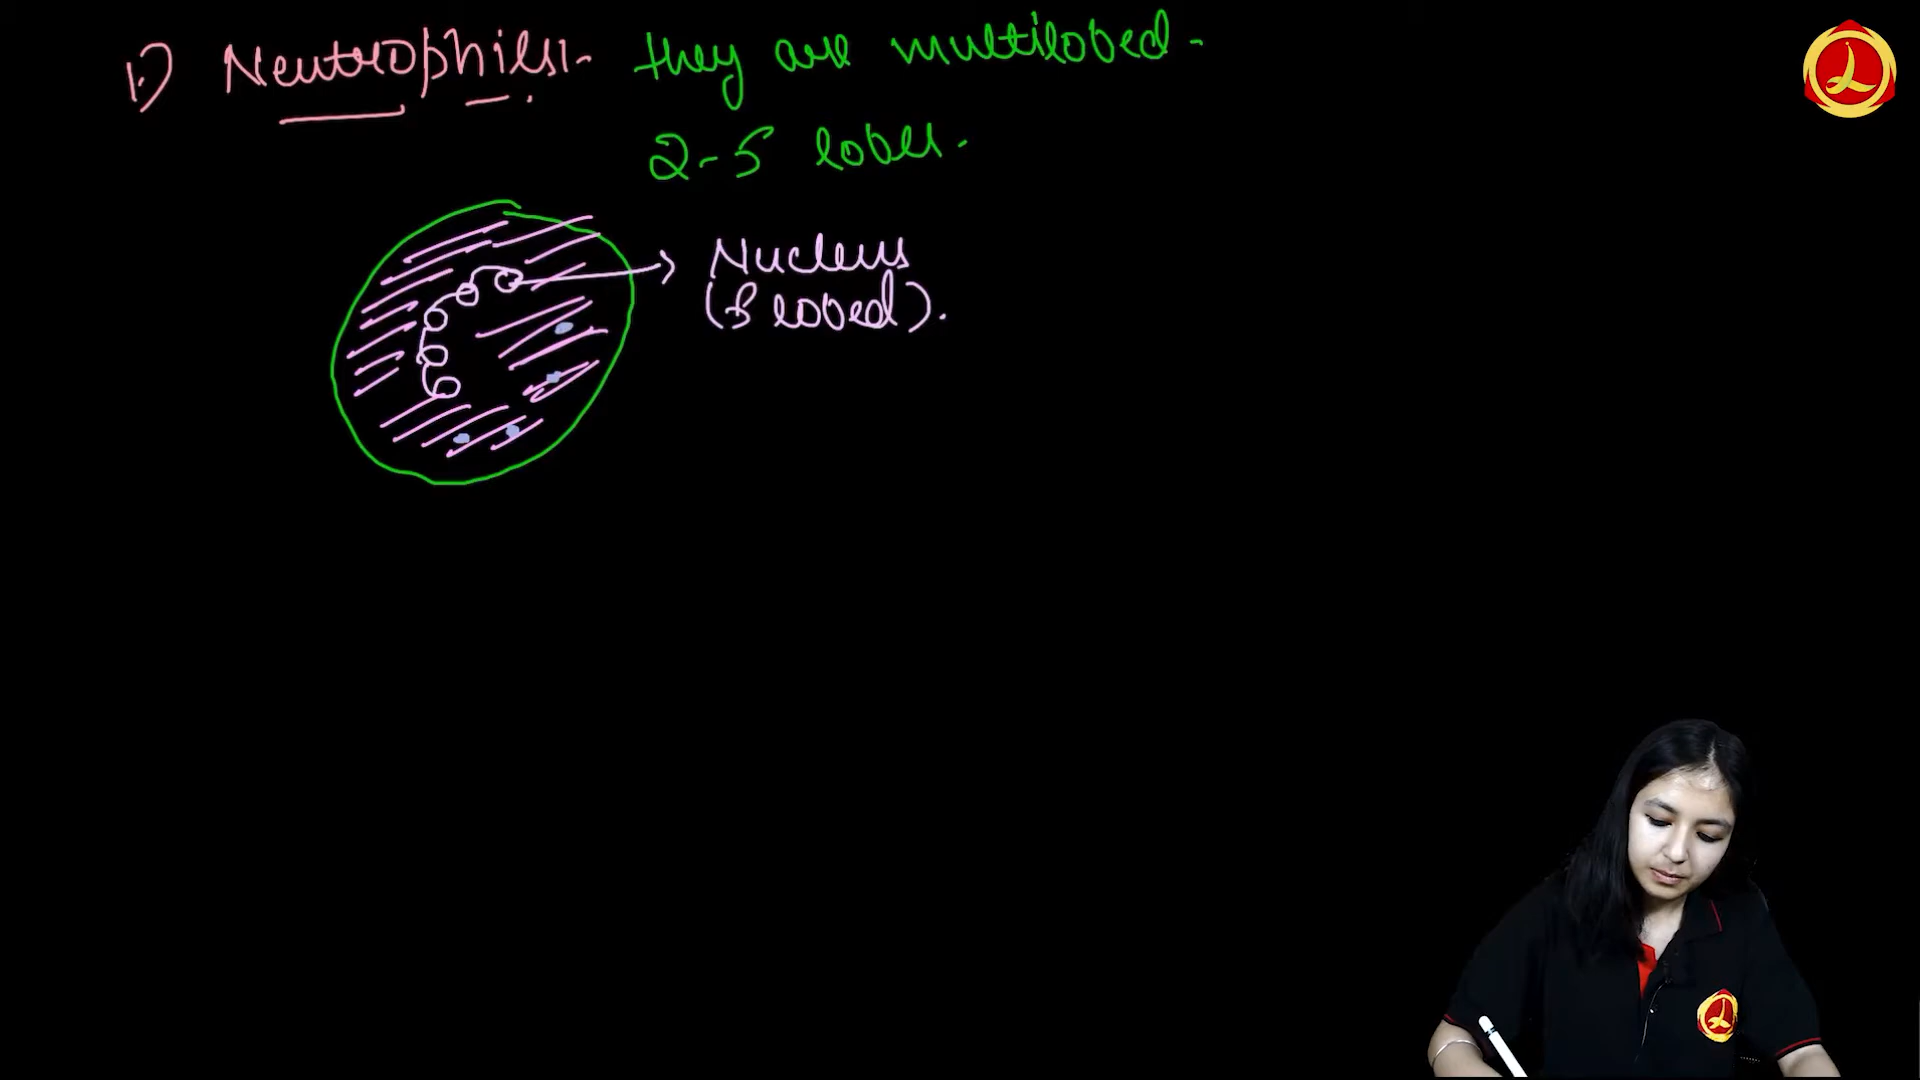 1.) Neutrophils:- they are multilobed.
2-5 lobes.
Nucleus
(5 lobed).